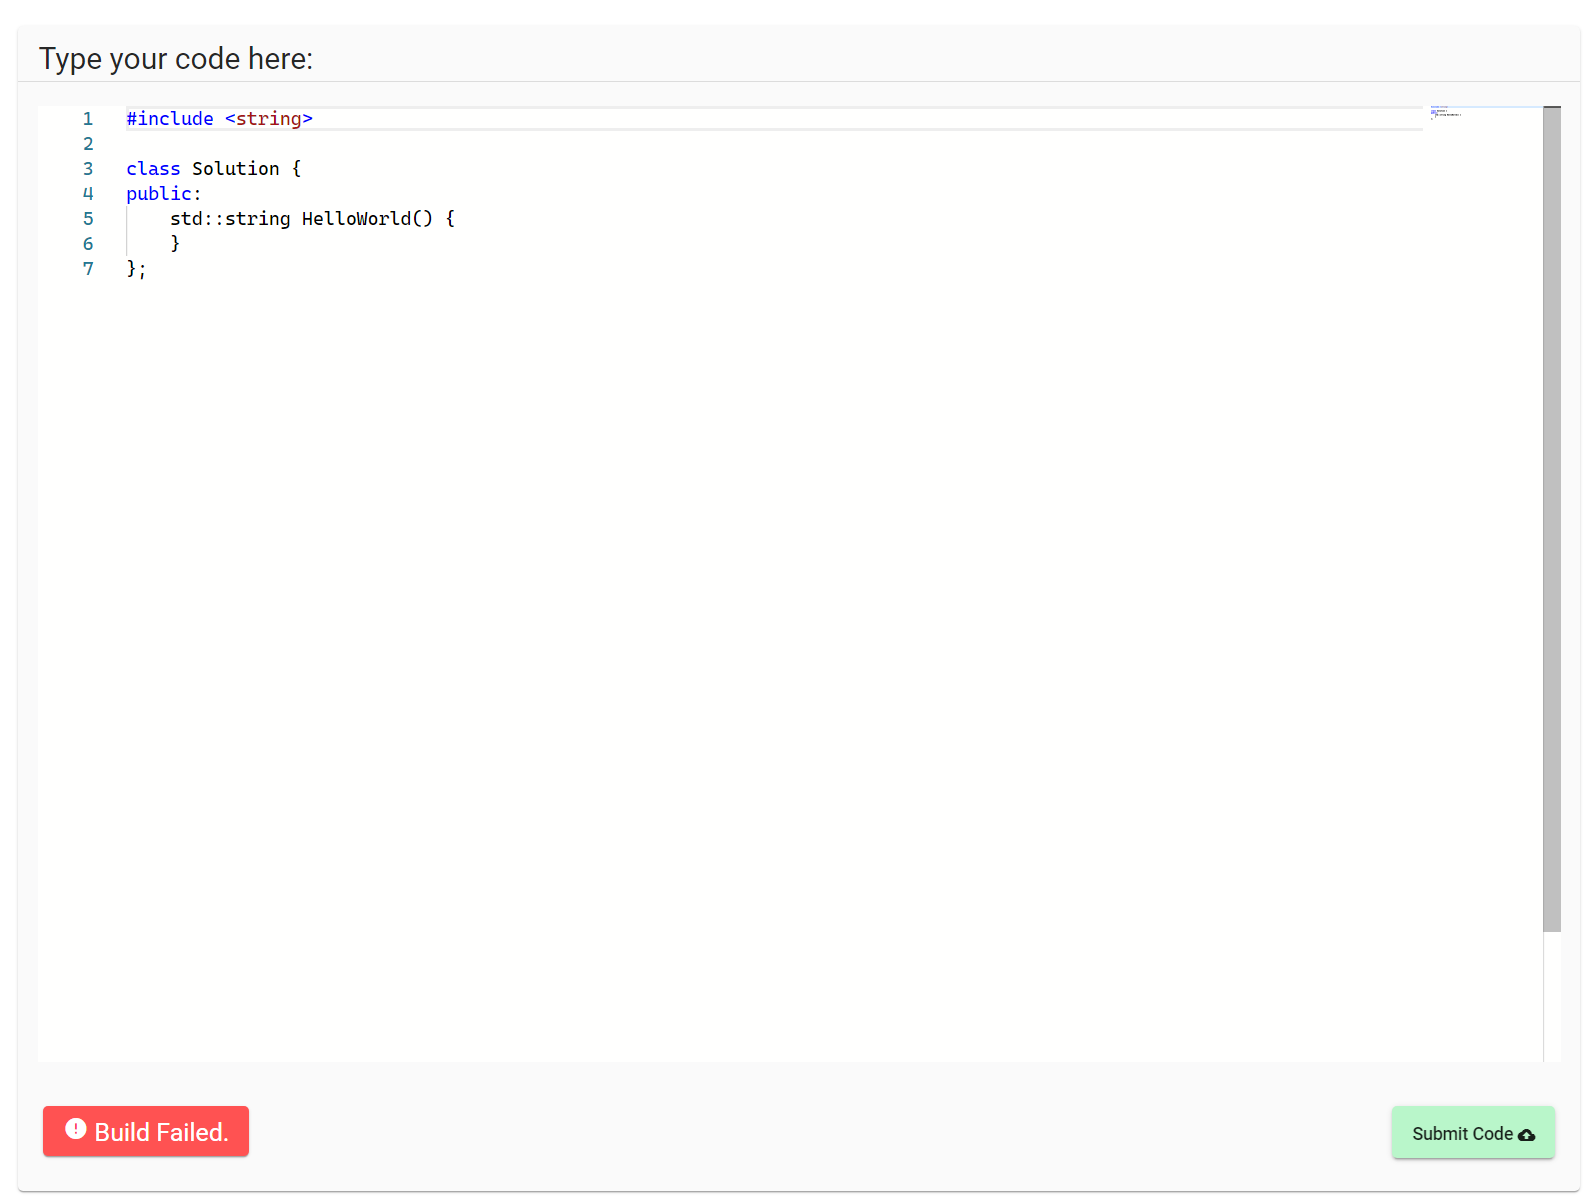 Type your code here:
1 #include <string>
2
3 class Solution {
4 public:
5     std::string HelloWorld() {
6     }
7 };
Build Failed.
Submit Code